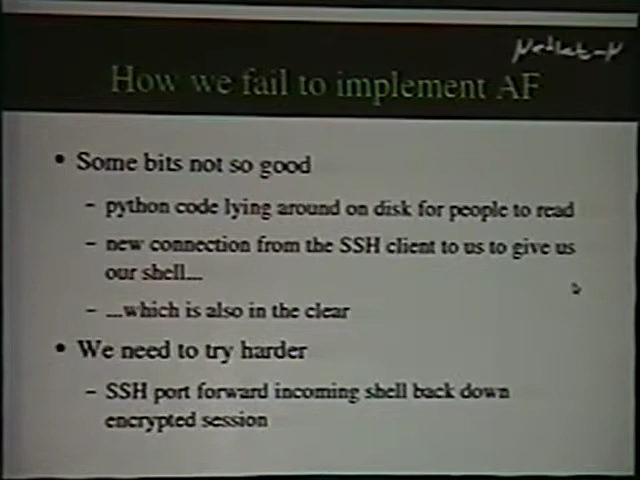 How we fail to implement AF
• Some bits not so good
– python code lying around on disk for people to read
– new connection from the SSH client to us to give us
our shell...
– ...which is also in the clear
• We need to try harder
– SSH port forward incoming shell back down
encrypted session